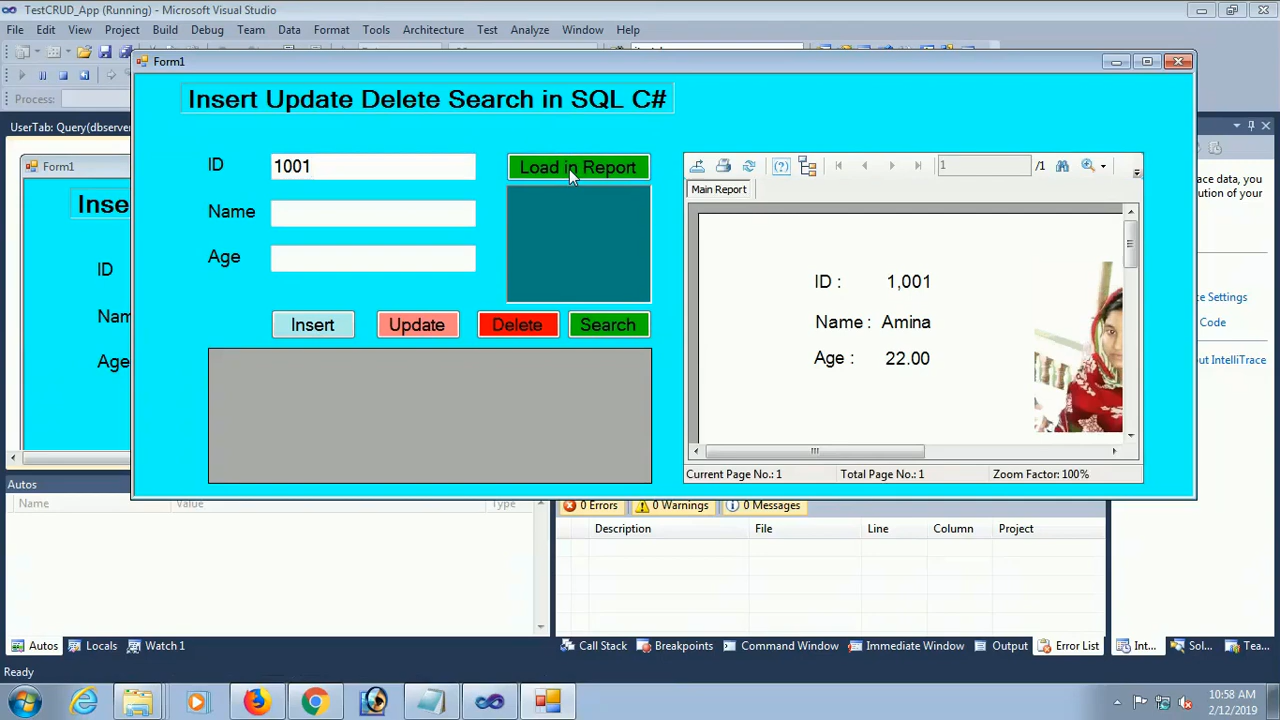 TestCRUD_App (Running) - Microsoft Visual Studio
File Edit View Project Build Debug Team Data Format Tools Architecture Test Analyze Window Help
Form1
Process:
Insert Update Delete Search in SQL C#
UserTab: Query(dbserver
Form1
Inse
ID
Nam
Age
ID 1001
Name
Age
Load in Report
Insert Update Delete Search
1 /1
Main Report
ID : 1,001
Name : Amina
Age : 22.00
Current Page No.: 1 Total Page No.: 1 Zoom Factor: 100%
ace data, you
ution of your
e Settings
Code
ut IntelliTrace
Autos
Name Value Type
0 Errors 0 Warnings 0 Messages
Description File Line Column Project
Autos Locals Watch 1
Call Stack Breakpoints Command Window Immediate Window Output Error List Int... Sol... Tea...
Ready
10:58 AM
2/12/2019